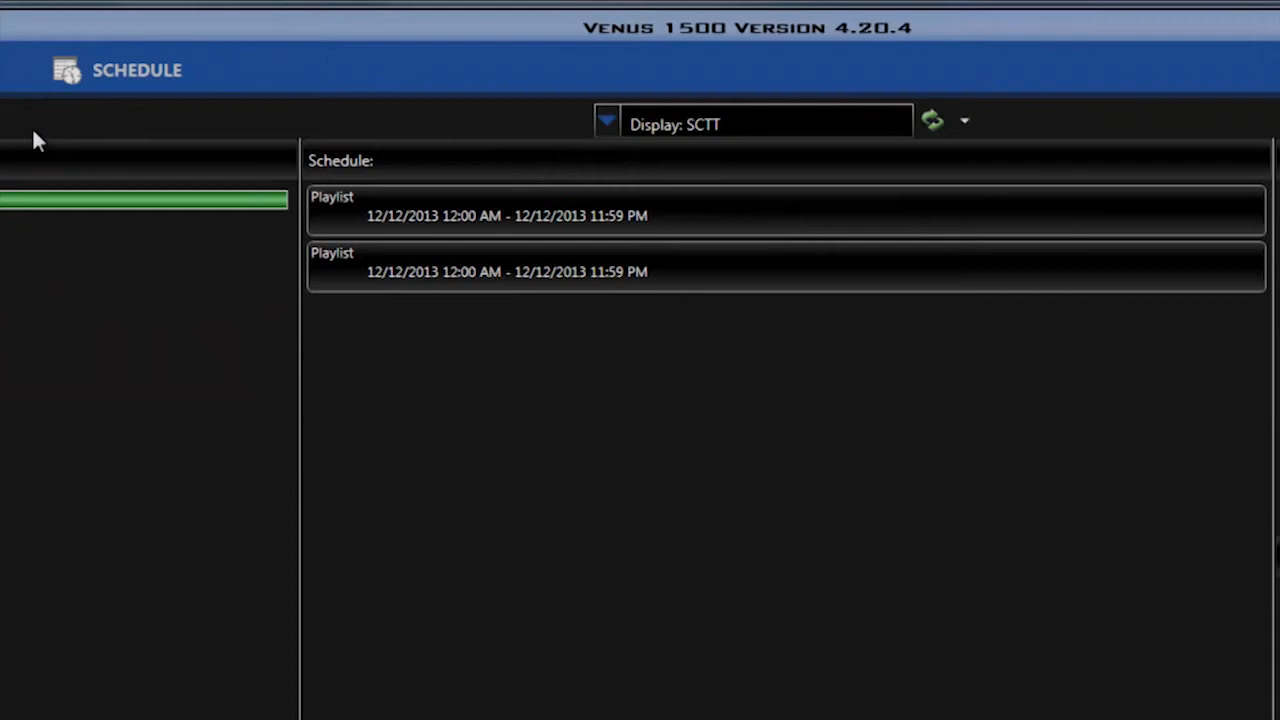 Venus 1500 Version 4.20.4
SCHEDULE
Display: SCTT
Schedule:
Playlist
12/12/2013 12:00 AM - 12/12/2013 11:59 PM
Playlist
12/12/2013 12:00 AM - 12/12/2013 11:59 PM